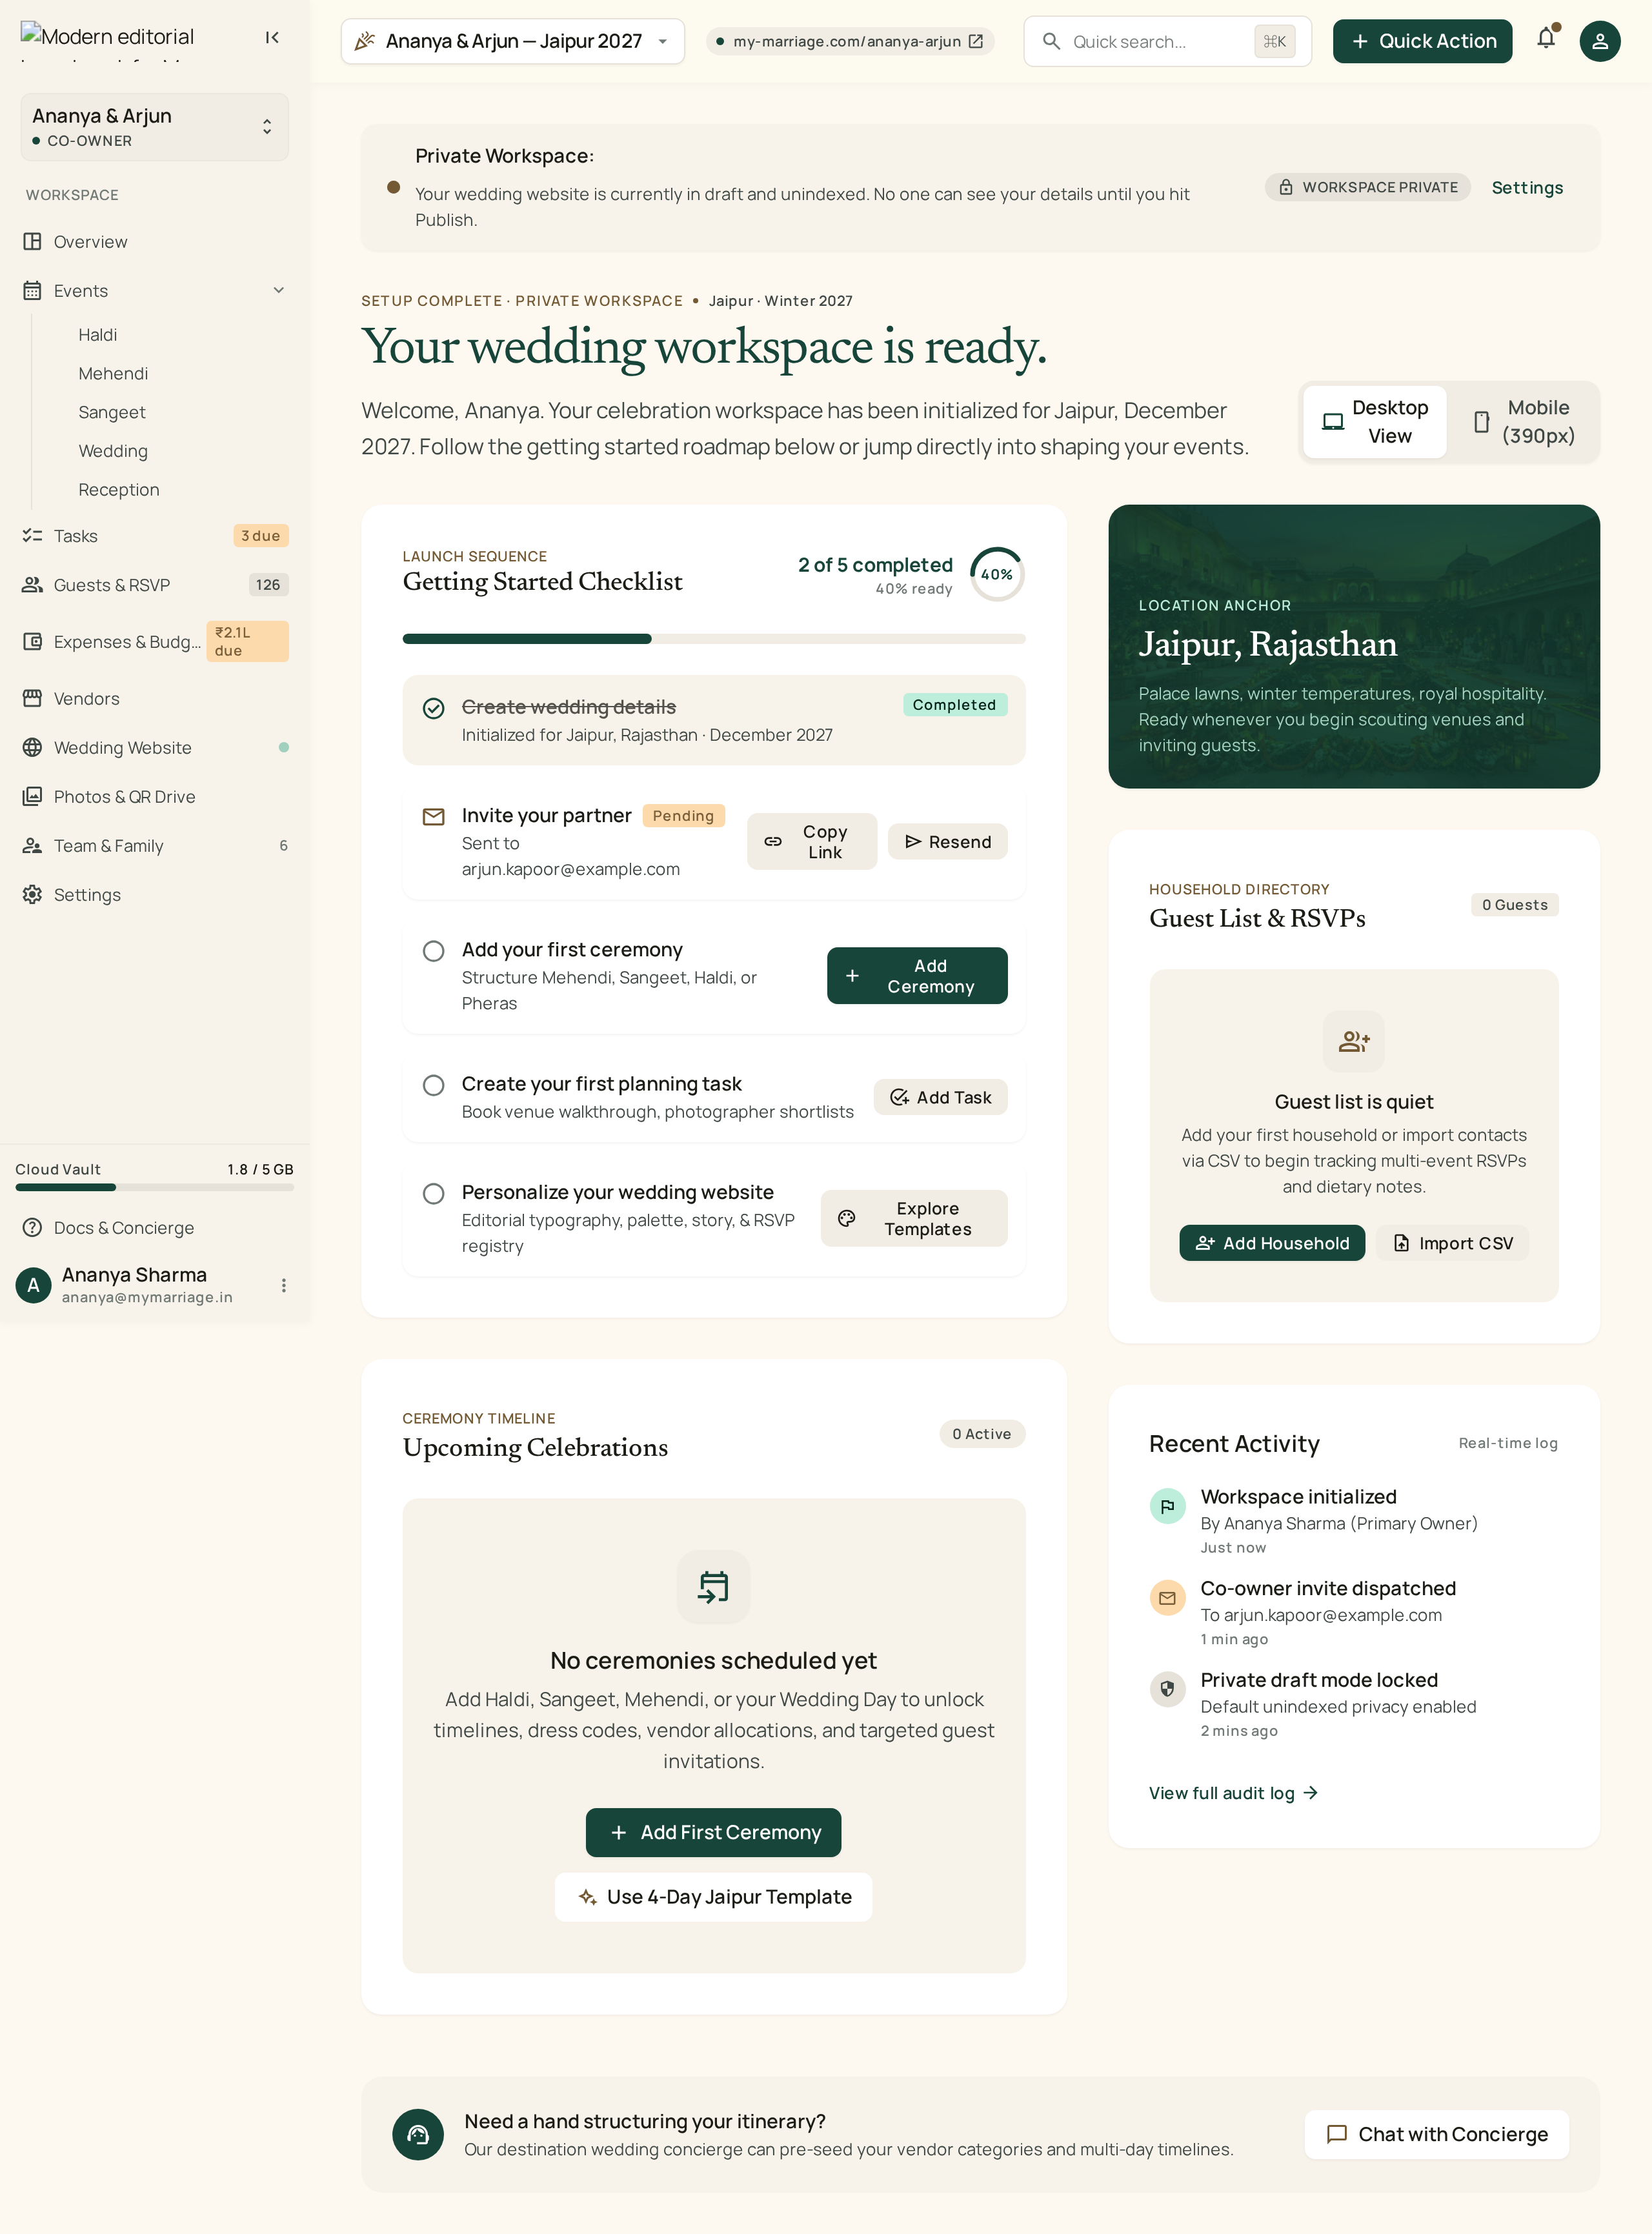 Modern editorial
Ananya & Arjun
CO-OWNER
WORKSPACE
Overview
Events
Haldi
Mehendi
Sangeet
Wedding
Reception
Tasks
3 due
Guests & RSVP
126
Expenses & Budg...
₹2.1L
due
Vendors
Wedding Website
Photos & QR Drive
Team & Family
6
Settings
Cloud Vault
1.8 / 5 GB
Docs & Concierge
A
Ananya Sharma
ananya@mymarriage.in
Ananya & Arjun — Jaipur 2027
my-marriage.com/ananya-arjun
Quick search...
⌘K
Quick Action
Private Workspace:
Your wedding website is currently in draft and unindexed. No one can see your details until you hit
Publish.
WORKSPACE PRIVATE
Settings
SETUP COMPLETE · PRIVATE WORKSPACE • Jaipur · Winter 2027
Your wedding workspace is ready.
Welcome, Ananya. Your celebration workspace has been initialized for Jaipur, December
2027. Follow the getting started roadmap below or jump directly into shaping your events.
Desktop
View
Mobile
(390px)
LAUNCH SEQUENCE
Getting Started Checklist
2 of 5 completed
40% ready
40%
Create wedding details
Completed
Initialized for Jaipur, Rajasthan · December 2027
Invite your partner
Pending
Sent to
arjun.kapoor@example.com
Copy
Link
Resend
Add your first ceremony
Structure Mehendi, Sangeet, Haldi, or
Pheras
Add
Ceremony
Create your first planning task
Book venue walkthrough, photographer shortlists
Add Task
Personalize your wedding website
Editorial typography, palette, story, & RSVP
registry
Explore
Templates
CEREMONY TIMELINE
Upcoming Celebrations
0 Active
No ceremonies scheduled yet
Add Haldi, Sangeet, Mehendi, or your Wedding Day to unlock
timelines, dress codes, vendor allocations, and targeted guest
invitations.
Add First Ceremony
Use 4-Day Jaipur Template
LOCATION ANCHOR
Jaipur, Rajasthan
Palace lawns, winter temperatures, royal hospitality.
Ready whenever you begin scouting venues and
inviting guests.
HOUSEHOLD DIRECTORY
Guest List & RSVPs
0 Guests
Guest list is quiet
Add your first household or import contacts
via CSV to begin tracking multi-event RSVPs
and dietary notes.
Add Household
Import CSV
Recent Activity
Real-time log
Workspace initialized
By Ananya Sharma (Primary Owner)
Just now
Co-owner invite dispatched
To arjun.kapoor@example.com
1 min ago
Private draft mode locked
Default unindexed privacy enabled
2 mins ago
View full audit log
Need a hand structuring your itinerary?
Our destination wedding concierge can pre-seed your vendor categories and multi-day timelines.
Chat with Concierge